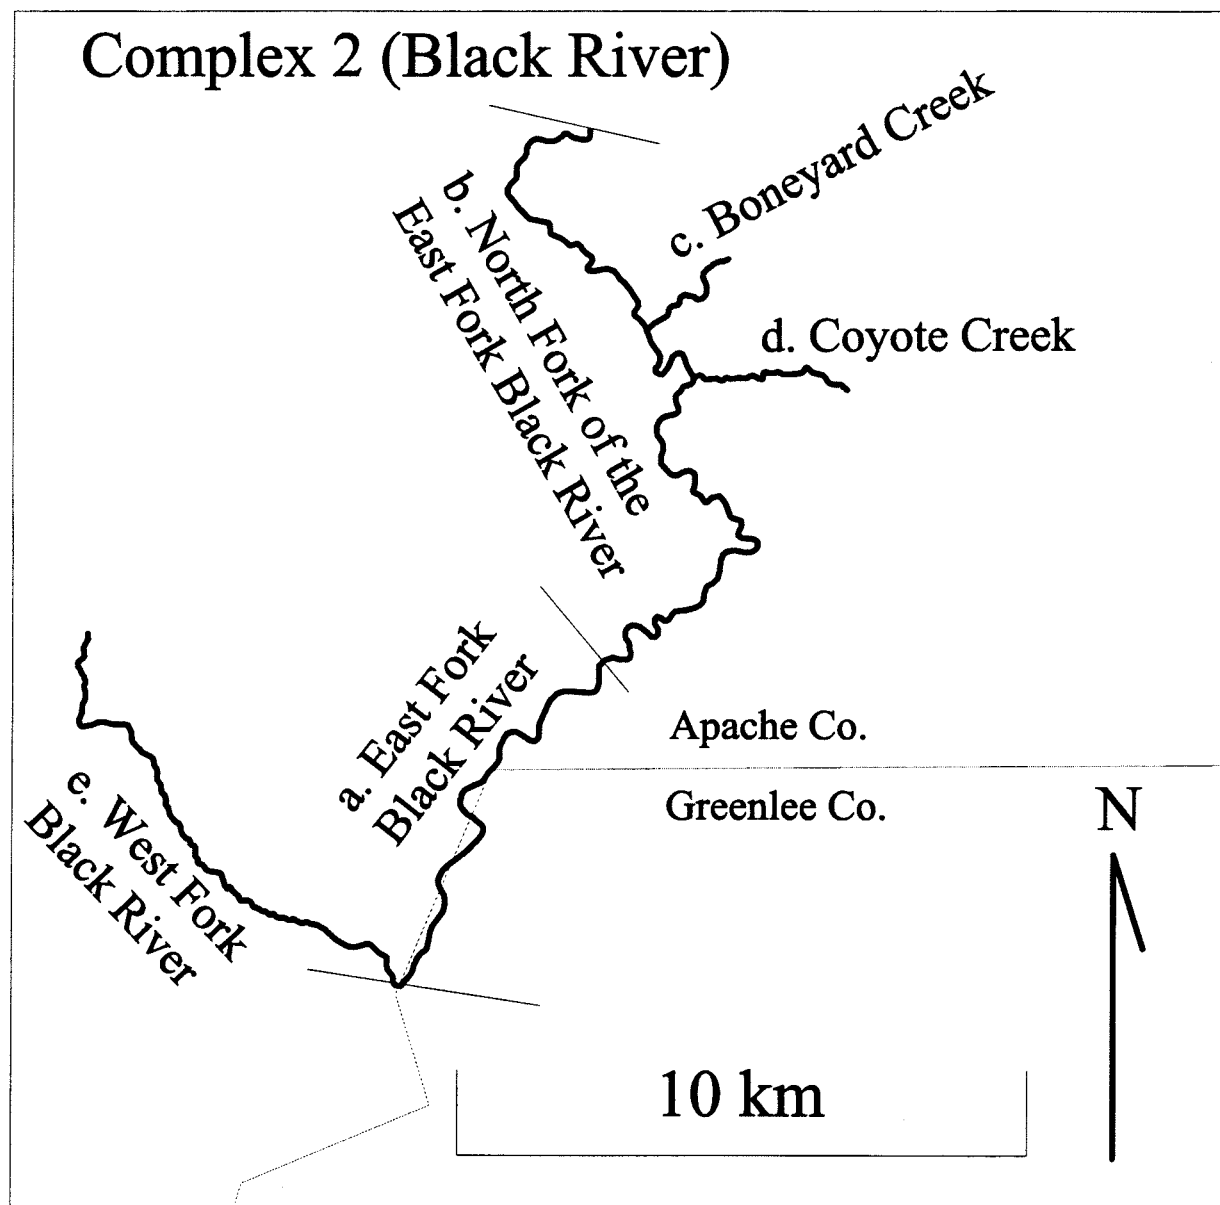 Complex 2 (Black River)
c. Boneyard Creek
b. North Fork of the
East Fork Black River
d. Coyote Creek
a. East Fork
Black River
Apache Co.
Greenlee Co.
e. West Fork
Black River
N
10 km